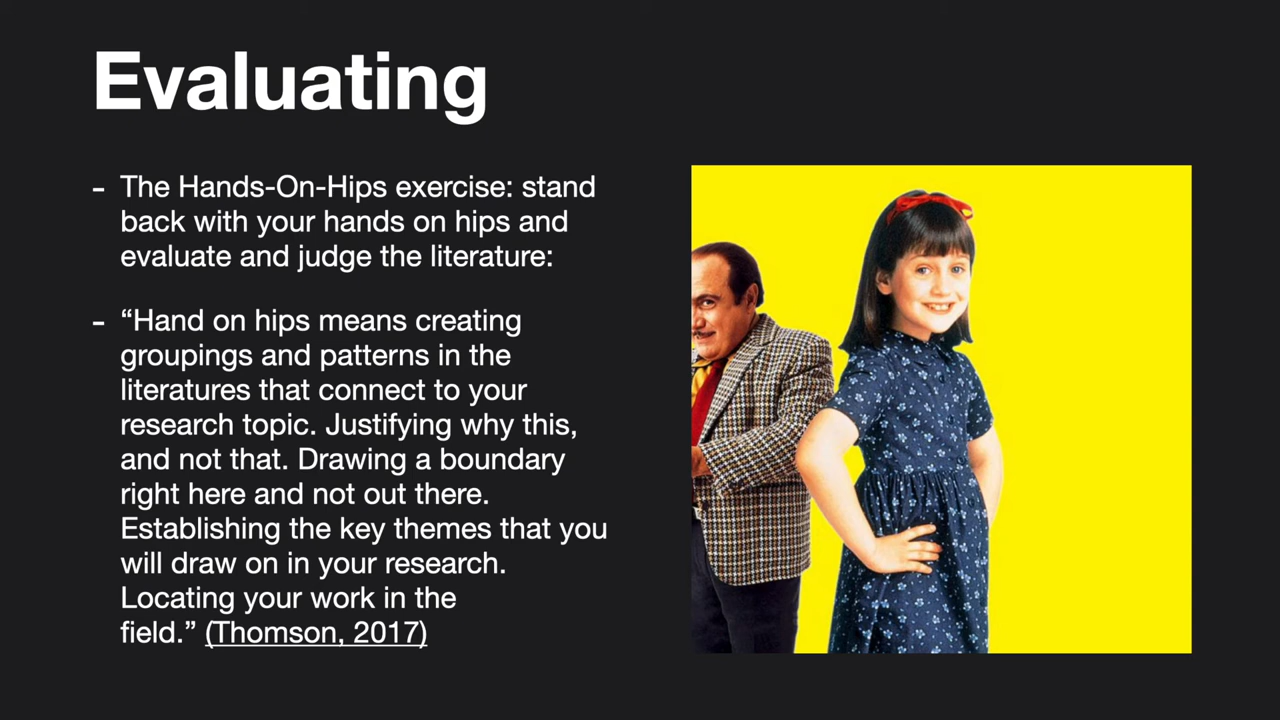 Evaluating
- The Hands-On-Hips exercise: stand
back with your hands on hips and
evaluate and judge the literature:
- “Hand on hips means creating
groupings and patterns in the
literatures that connect to your
research topic. Justifying why this,
and not that. Drawing a boundary
right here and not out there.
Establishing the key themes that you
will draw on in your research.
Locating your work in the
field.” (Thomson, 2017)